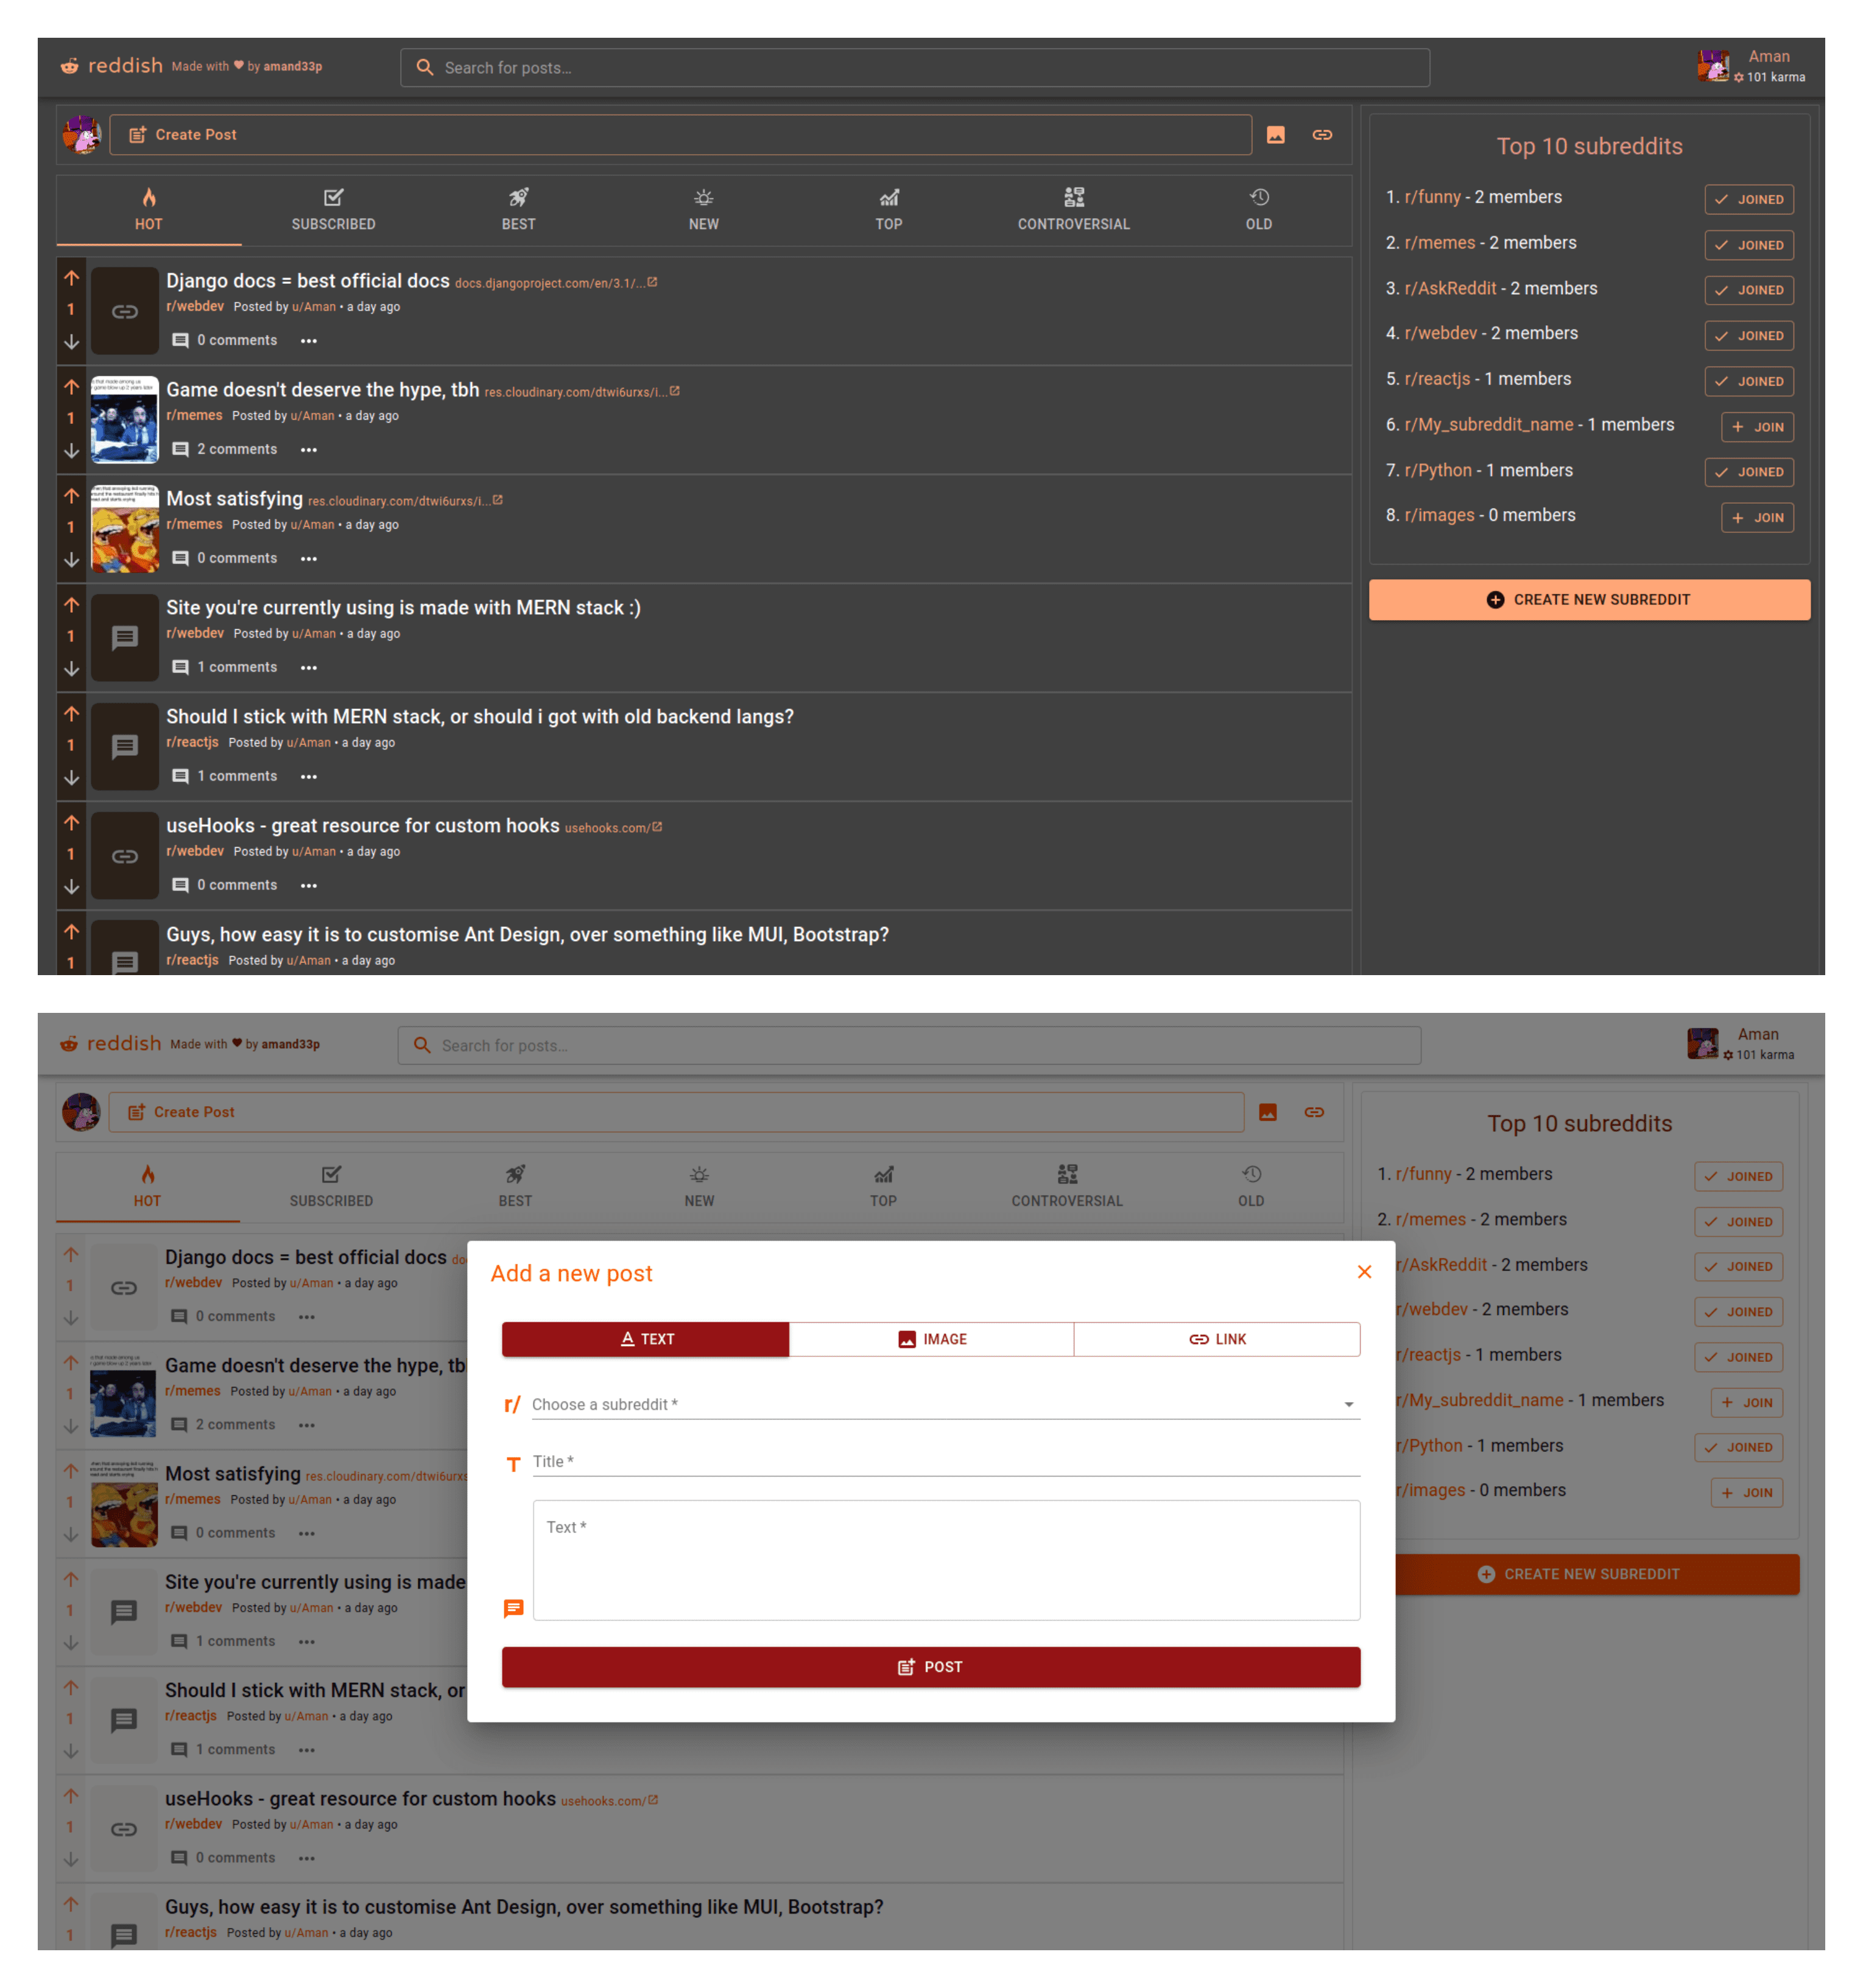 reddish Made with ♥ by amand33p
Search for posts...
Aman
101 karma
Create Post
HOT SUBSCRIBED BEST NEW TOP CONTROVERSIAL OLD
1
Django docs = best official docs docs.djangoproject.com/en/3.1/...
r/webdev Posted by u/Aman • a day ago
0 comments
1
Game doesn't deserve the hype, tbh res.cloudinary.com/dtwi6urxs/i...
r/memes Posted by u/Aman • a day ago
2 comments
1
Most satisfying res.cloudinary.com/dtwi6urxs/i...
r/memes Posted by u/Aman • a day ago
0 comments
1
Site you're currently using is made with MERN stack :)
r/webdev Posted by u/Aman • a day ago
1 comments
1
Should I stick with MERN stack, or should i got with old backend langs?
r/reactjs Posted by u/Aman • a day ago
1 comments
1
useHooks - great resource for custom hooks usehooks.com/
r/webdev Posted by u/Aman • a day ago
0 comments
1
Guys, how easy it is to customise Ant Design, over something like MUI, Bootstrap?
r/reactjs Posted by u/Aman • a day ago
Top 10 subreddits
1. r/funny - 2 members JOINED
2. r/memes - 2 members JOINED
3. r/AskReddit - 2 members JOINED
4. r/webdev - 2 members JOINED
5. r/reactjs - 1 members JOINED
6. r/My_subreddit_name - 1 members + JOIN
7. r/Python - 1 members JOINED
8. r/images - 0 members + JOIN
CREATE NEW SUBREDDIT
reddish Made with ♥ by amand33p
Search for posts...
Aman
101 karma
Create Post
HOT SUBSCRIBED BEST NEW TOP CONTROVERSIAL OLD
1
Django docs = best official docs
r/webdev Posted by u/Aman • a day ago
0 comments
1
Game doesn't deserve the hype, tb
r/memes Posted by u/Aman • a day ago
2 comments
1
Most satisfying res.cloudinary.com/dtwi6urxs
r/memes Posted by u/Aman • a day ago
0 comments
1
Site you're currently using is made
r/webdev Posted by u/Aman • a day ago
1 comments
1
Should I stick with MERN stack, or
r/reactjs Posted by u/Aman • a day ago
1 comments
1
useHooks - great resource for custom hooks usehooks.com/
r/webdev Posted by u/Aman • a day ago
0 comments
1
Guys, how easy it is to customise Ant Design, over something like MUI, Bootstrap?
r/reactjs Posted by u/Aman • a day ago
Add a new post
TEXT IMAGE LINK
r/ Choose a subreddit *
T Title *
Text *
POST
Top 10 subreddits
1. r/funny - 2 members JOINED
2. r/memes - 2 members JOINED
r/AskReddit - 2 members JOINED
r/webdev - 2 members JOINED
r/reactjs - 1 members JOINED
r/My_subreddit_name - 1 members + JOIN
r/Python - 1 members JOINED
r/images - 0 members + JOIN
CREATE NEW SUBREDDIT